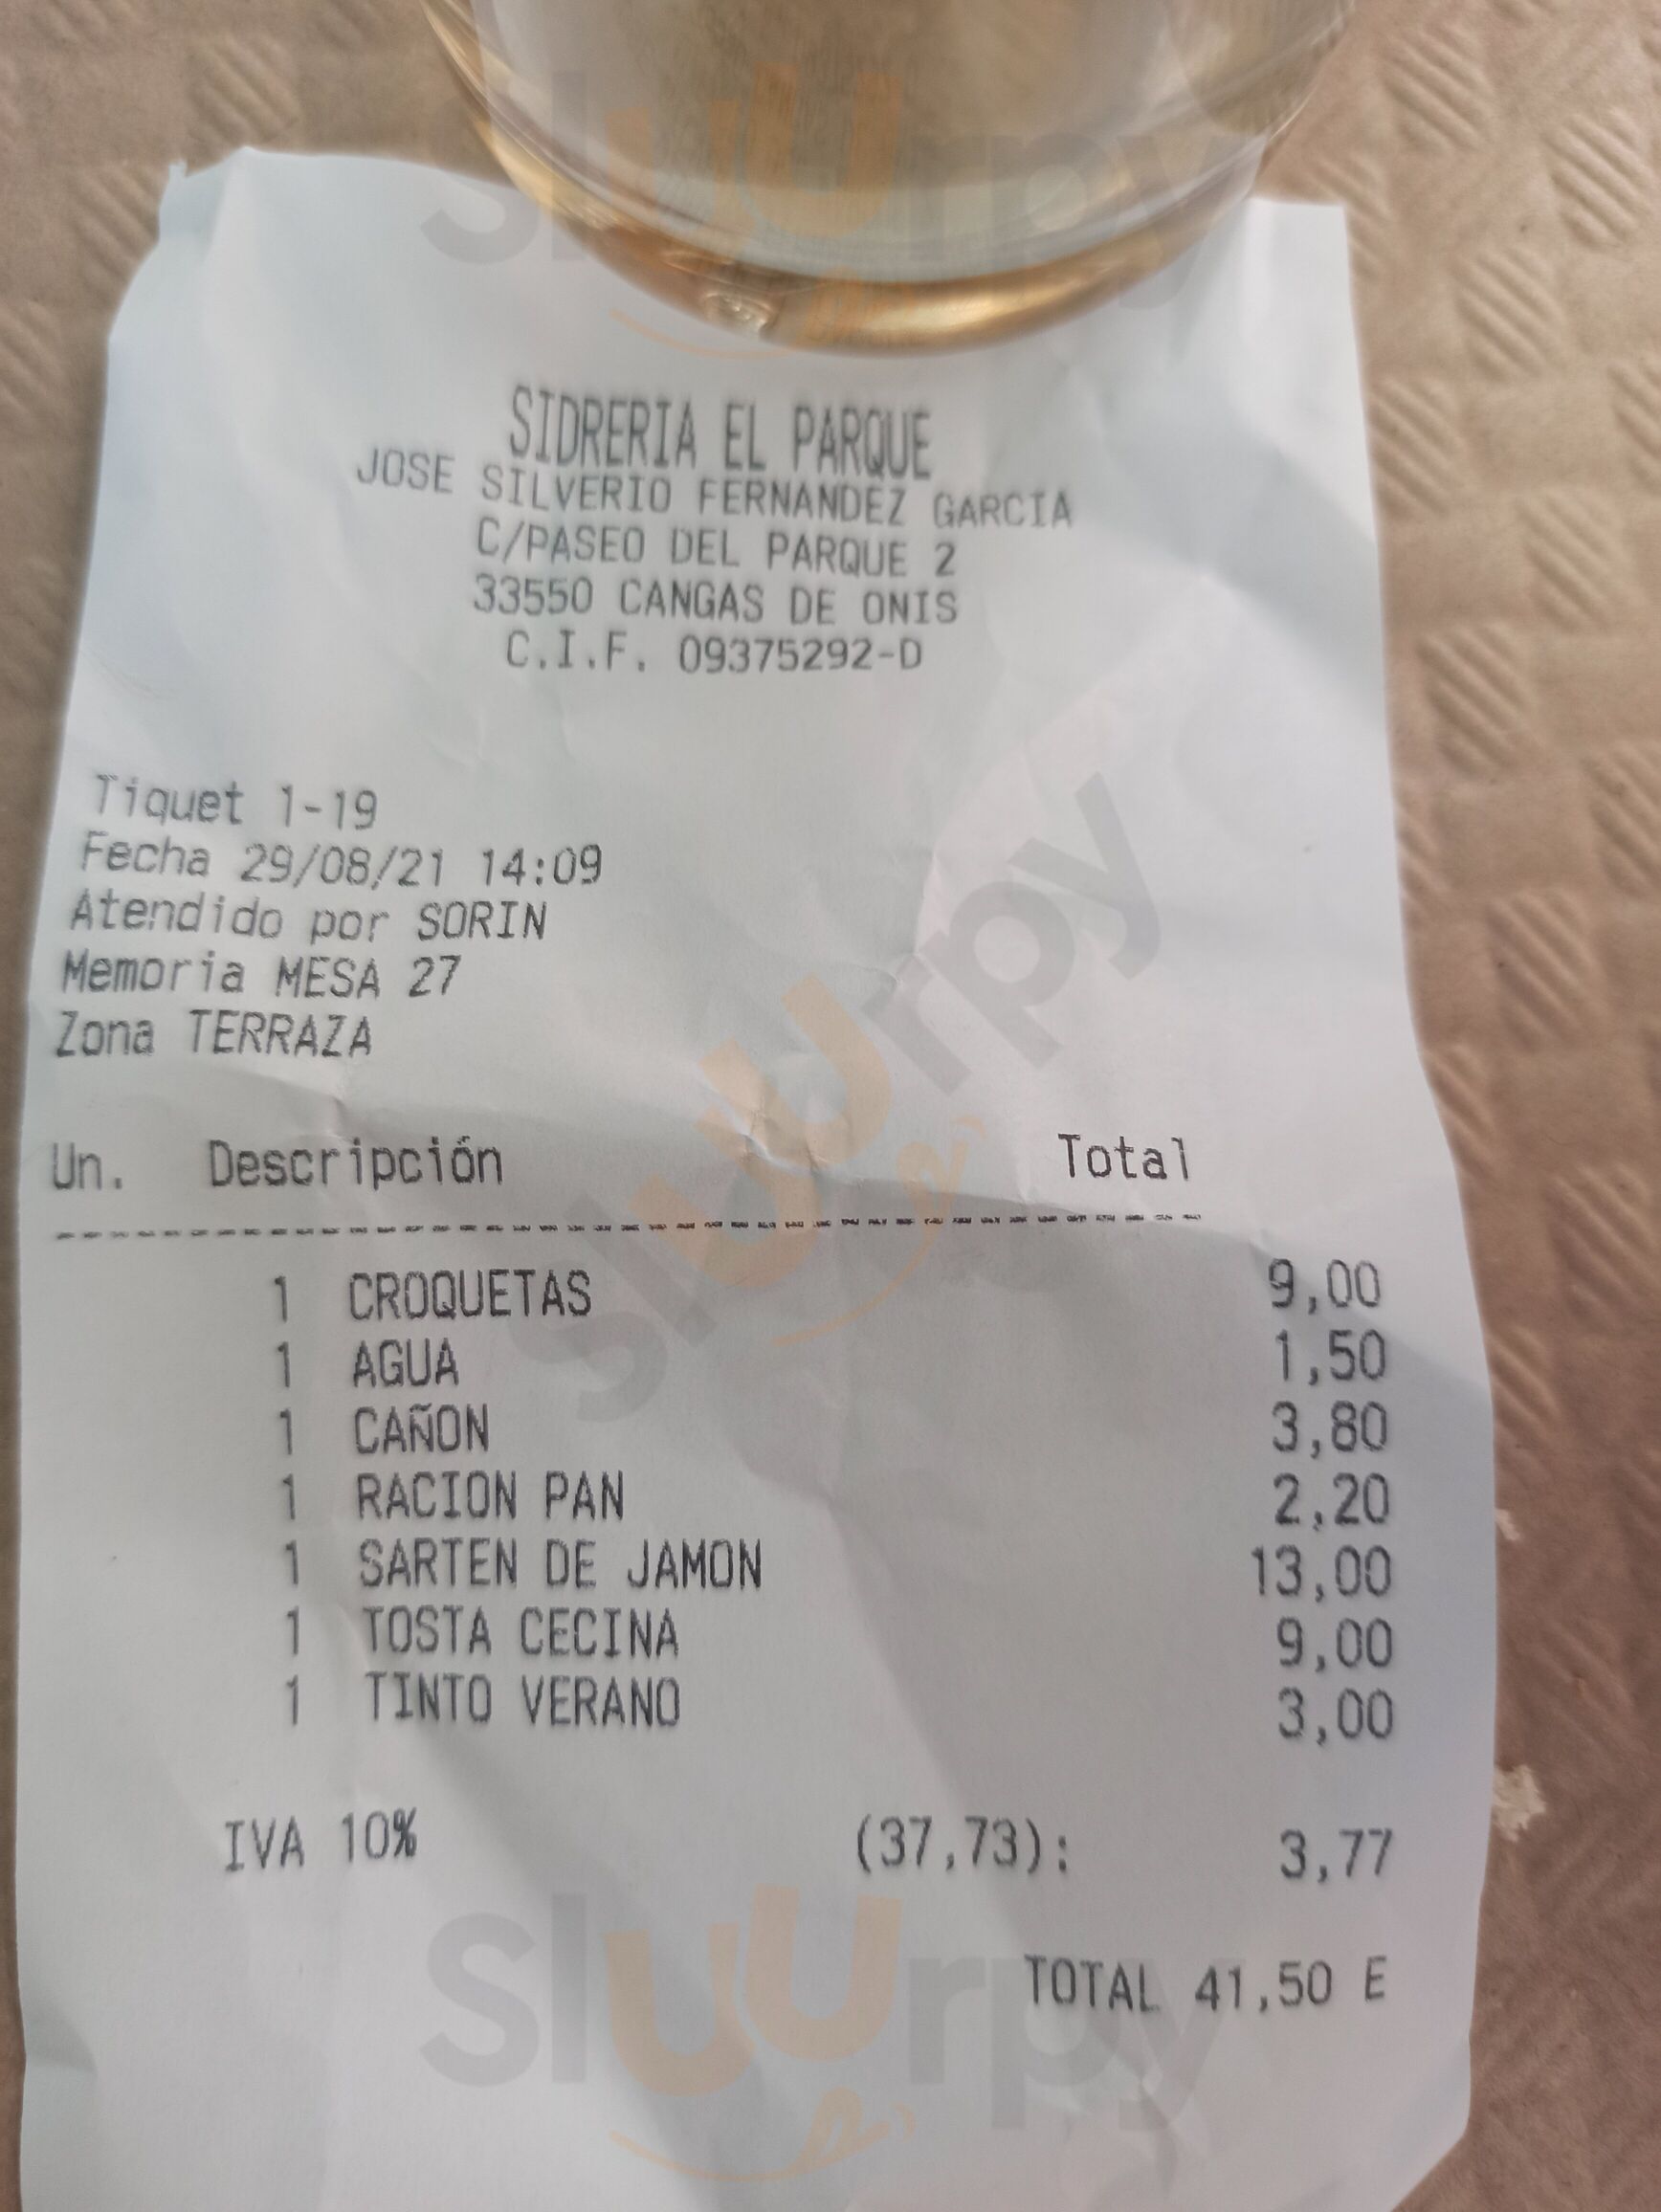 SIDRERIA EL PARQUE
JOSE SILVERIO FERNANDEZ GARCIA
C/PASEO DEL PARQUE 2
33550 CANGAS DE ONIS
C.I.F. 09375292-D
Tiquet 1-19
Fecha 29/08/21 14:09
Atendido por SORIN
Memoria MESA 27
Zona TERRAZA
Un. Descripción Total
1 CROQUETAS 9,00
1 AGUA 1,50
1 CAÑON 3,80
1 RACION PAN 2,20
1 SARTEN DE JAMON 13,00
1 TOSTA CECINA 9,00
1 TINTO VERANO 3,00
IVA 10% (37,73): 3,77
TOTAL 41,50 E
Sluurpy
Sluurpy
Sluurpy